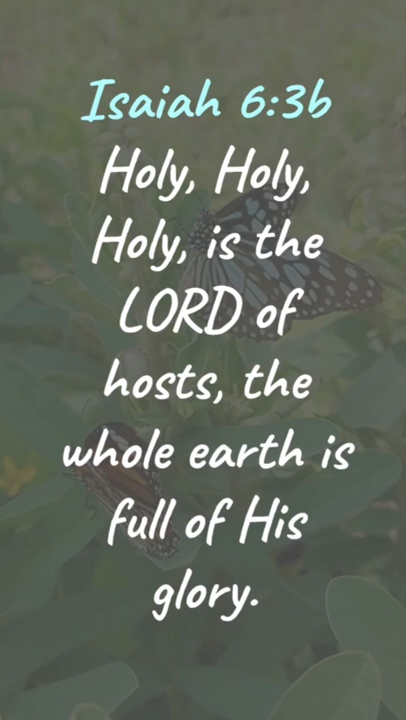 Isaiah 6:3b
Holy, Holy,
Holy, is the
LORD of
hosts, the
whole earth is
full of His
glory.